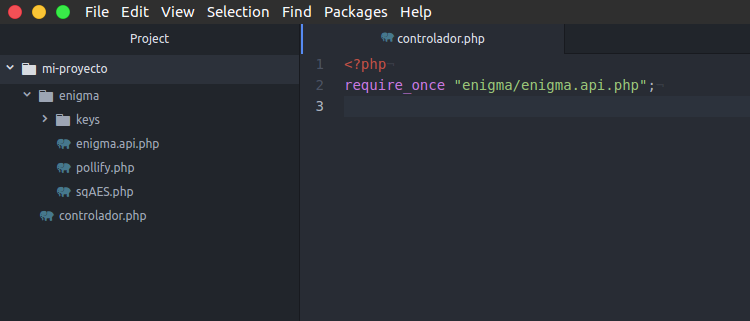 File Edit View Selection Find Packages Help
Project
mi-proyecto
enigma
keys
enigma.api.php
pollify.php
sqAES.php
controlador.php
controlador.php
1 <?php¬
2 require_once "enigma/enigma.api.php";¬
3